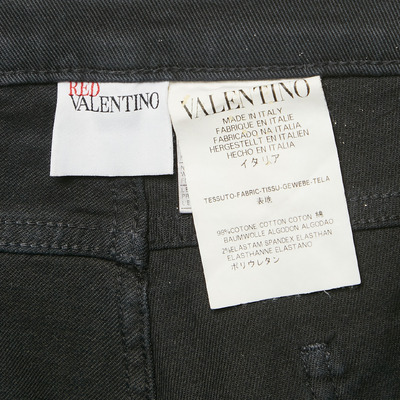 RED
VALENTINO
VALENTINO
MADE IN ITALY
FABRIQUE EN ITALIE
FABRICADO NA ITALIA
HERGESTELLT EN ITALIEN
HECHO EN ITALIA
イタリア
TESSUTO-FABRIC-TISSU-GEWEBE-TELA
表地
98%COTONE COTTON COTON 綿
BAUMWOLLE ALGODON ALGODAO
2%ELASTAM SPANDEX ELASTHAN
ELASTHANNE ELASTANO
ポリウレタン